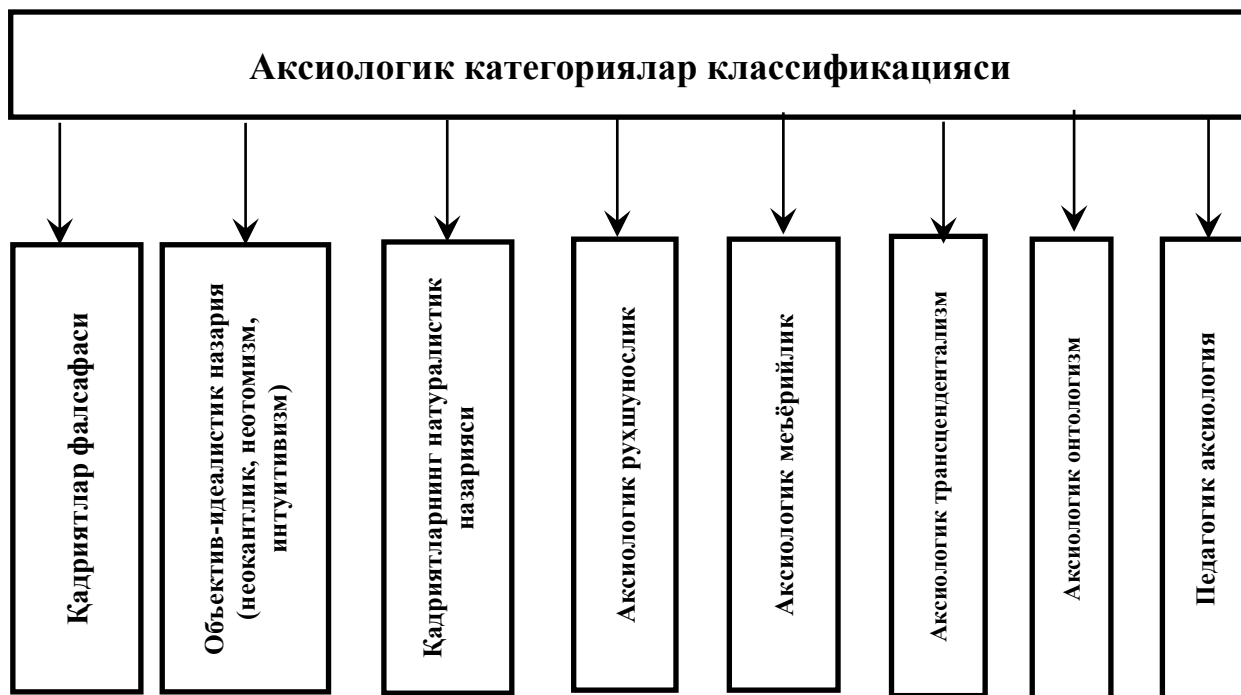 Аксиологик категориялар классификацияси
Қадриятлар фалсафаси
Объектив-идеалистик назария
(неокантлик, неотомизм,
интуитивизм)
Қадриятларнинг натуралистик
назарияси
Аксиологик руҳшунослик
Аксиологик меъёрийлик
Аксиологик трансцендентализм
Аксиологик онтологизм
Педагогик аксиология